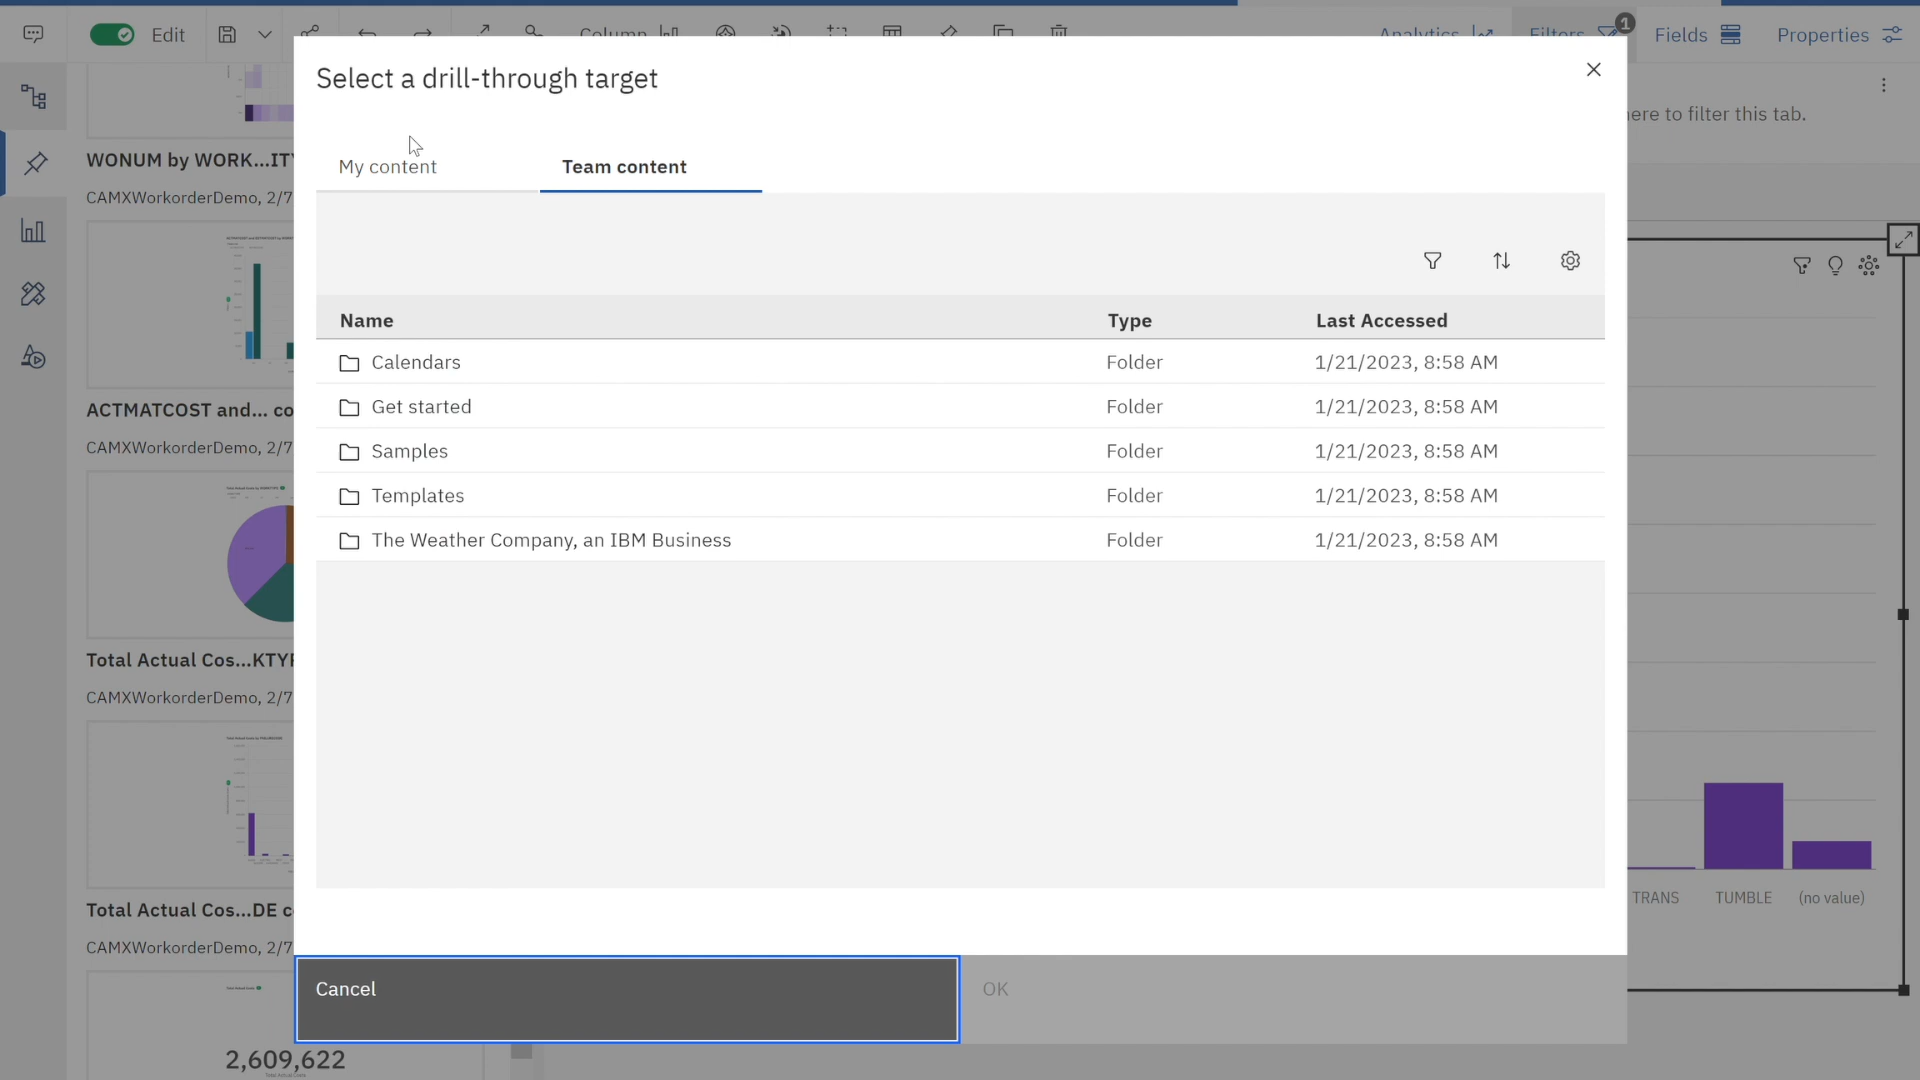 Edit
Column
Analytics
Filters
1
Fields
Properties
Select a drill-through target
ere to filter this tab.
My content
Team content
WONUM by WORK...IT
CAMXWorkorderDemo, 2/7
Name Type Last Accessed
Calendars Folder 1/21/2023, 8:58 AM
Get started Folder 1/21/2023, 8:58 AM
Samples Folder 1/21/2023, 8:58 AM
Templates Folder 1/21/2023, 8:58 AM
The Weather Company, an IBM Business Folder 1/21/2023, 8:58 AM
ACTMATCOST and... co
CAMXWorkorderDemo, 2/7
Total Actual Cos...KTYP
CAMXWorkorderDemo, 2/7
Total Actual Cos...DE c
CAMXWorkorderDemo, 2/7
TRANS TUMBLE (no value)
Cancel
OK
2,609,622
Total Actual Costs